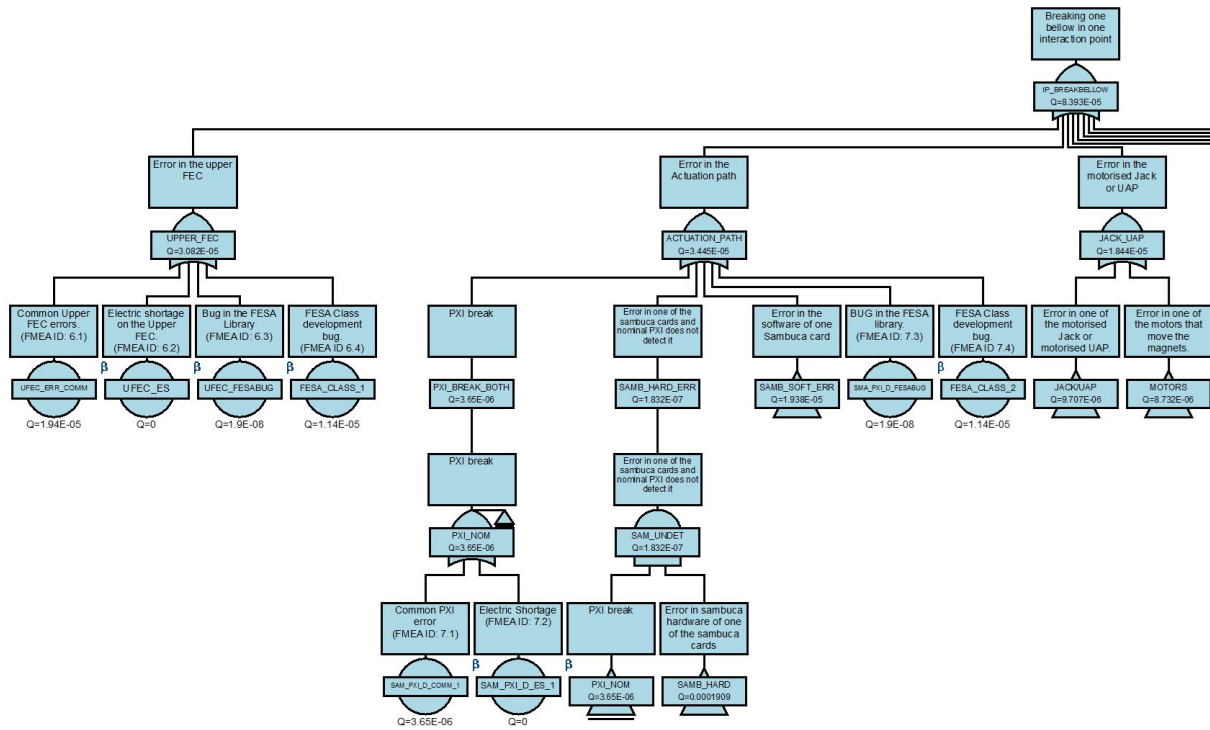 Breaking one
bellow in one
interaction point
IP_BREAKBELLOW
Q=8.393E-05
Error in the upper
FEC
UPPER_FEC
Q=3.082E-05
Error in the
Actuation path
ACTUATION_PATH
Q=3.445E-05
Error in the
motorised Jack
or UAP
JACK_UAP
Q=1.844E-05
Common Upper
FEC errors.
(FMEA ID: 6.1)
UFEC_ERR_COMM
Q=1.94E-05
Electric shortage
on the Upper
FEC.
(FMEA ID: 6.2)
β
UFEC_ES
Q=0
Bug in the FESA
Library
(FMEA ID: 6.3)
β
UFEC_FESABUG
Q=1.9E-08
FESA Class
development
bug.
(FMEA ID 6.4)
β
FESA_CLASS_1
Q=1.14E-05
PXI break
PXI_BREAK_BOTH
Q=3.65E-06
Error in one of the
sambuca cards and
nominal PXI does not
detect it
SAMB_HARD_ERR
Q=1.832E-07
Error in the
software of one
Sambuca card
SAMB_SOFT_ERR
Q=1.938E-05
BUG in the FESA
library.
(FMEA ID: 7.3)
SMA_PXI_D_FESABUG
Q=1.9E-08
FESA Class
development
bug.
(FMEA ID 7.4)
β
FESA_CLASS_2
Q=1.14E-05
Error in one of
the motorised
Jack or
motorised UAP.
JACK/UAP
Q=9.707E-06
Error in one of
the motors that
move the
magnets.
MOTORS
Q=8.732E-06
PXI break
PXI_NOM
Q=3.65E-06
Error in one of the
sambuca cards and
nominal PXI does not
detect it
SAM_UNDET
Q=1.832E-07
Common PXI
error
(FMEA ID: 7.1)
SAM_PXI_D_COMM_1
Q=3.65E-06
Electric Shortage
(FMEA ID: 7.2)
β
SAM_PXI_D_ES_1
Q=0
PXI break
β
PXI_NOM
Q=3.65E-06
Error in sambuca
hardware of one
of the sambuca
cards
SAMB_HARD
Q=0.0001909